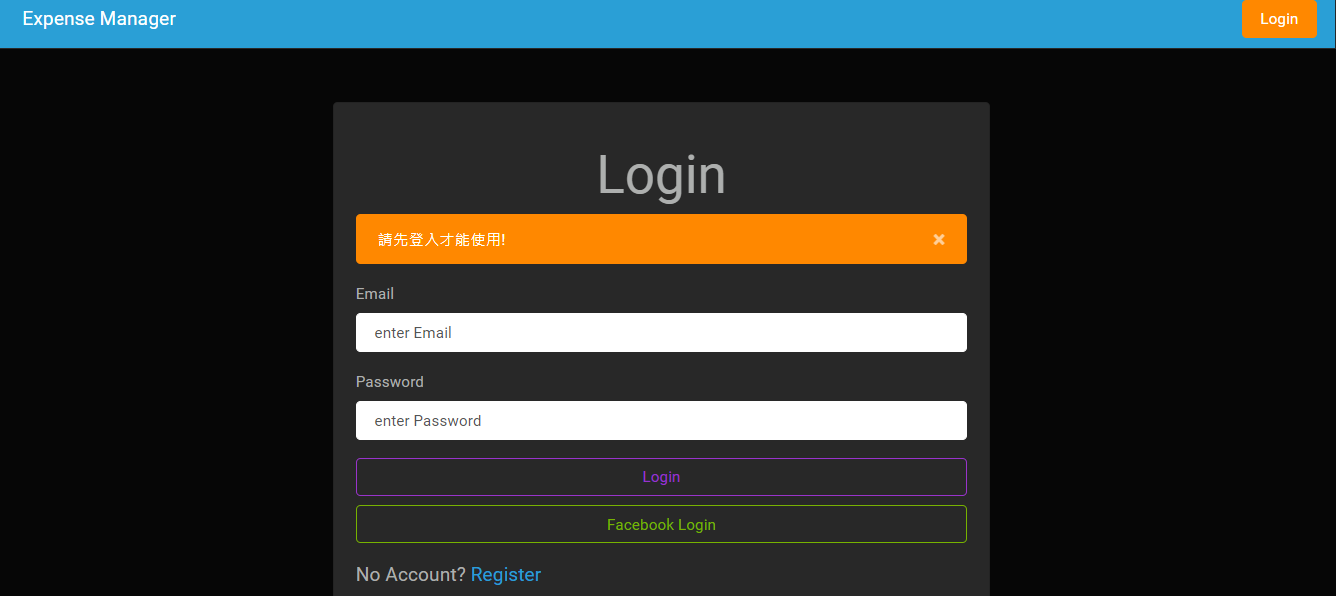 Expense Manager
Login
Login
請先登入才能使用!
×
Email
enter Email
Password
enter Password
Login
Facebook Login
No Account? Register